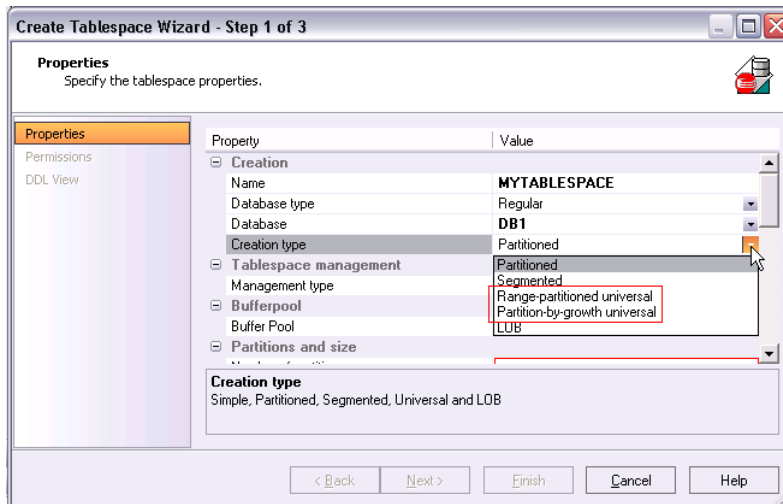 Create Tablespace Wizard - Step 1 of 3
Properties
Specify the tablespace properties.
Properties
Permissions
DDL View
Property Value
Creation
Name MYTABLESPACE
Database type Regular
Database DB1
Creation type Partitioned
Partitioned
Tablespace management
Segmented
Management type
Range-partitioned universal
Bufferpool
Partition-by-growth universal
Buffer Pool
LOB
Partitions and size
Creation type
Simple, Partitioned, Segmented, Universal and LOB
< Back Next > Finish Cancel Help